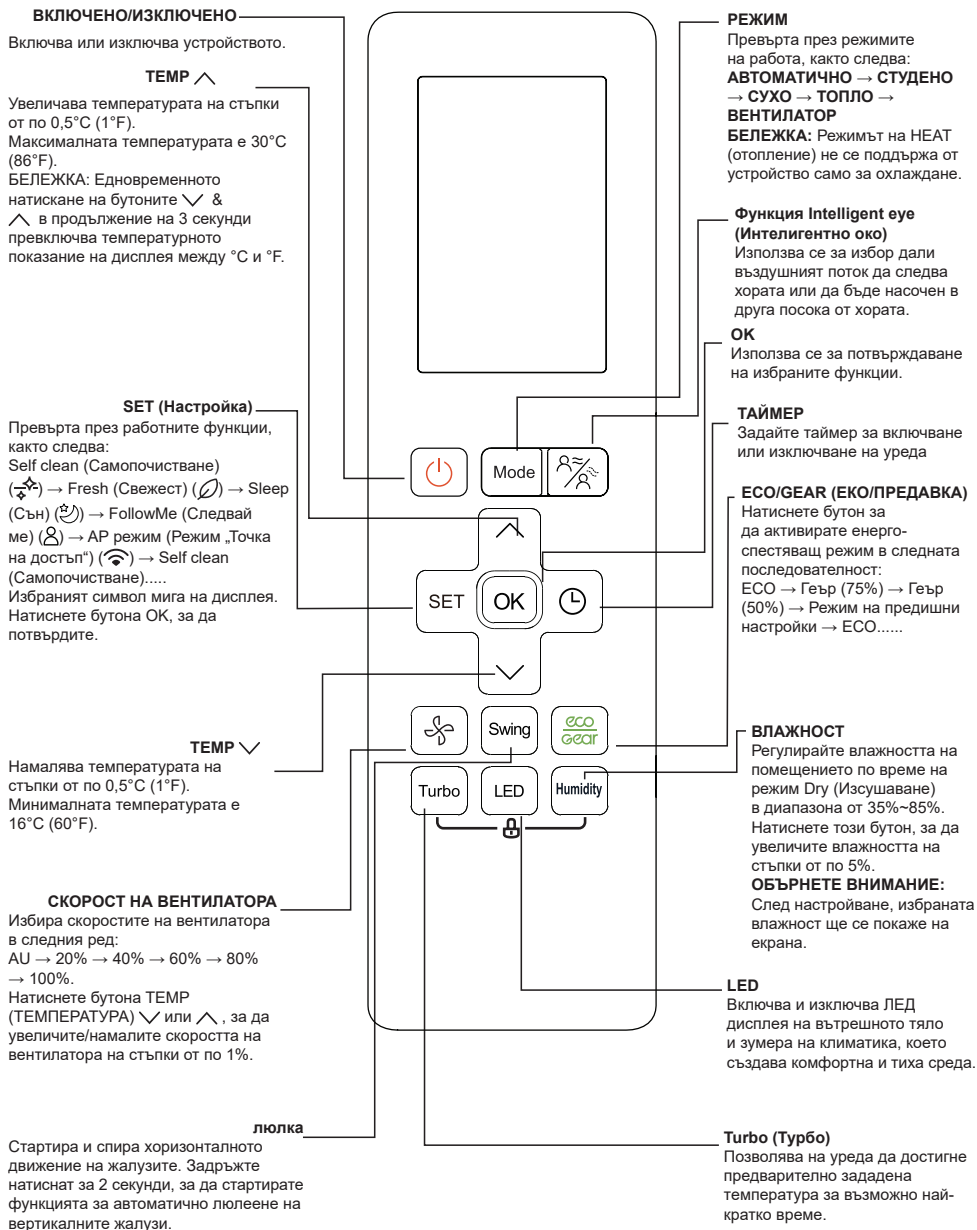 ВКЛЮЧЕНО/ИЗКЛЮЧЕНО
Включва или изключва устройството.
TEMP
Увеличава температурата на стъпки
от по 0,5°C (1°F).
Максималната температурата е 30°C
(86°F).
БЕЛЕЖКА: Едновременното
натискане на бутоните &
в продължение на 3 секунди
превключва температурното
показание на дисплея между °C и °F.
SET (Настройка)
Превърта през работните функции,
както следва:
Self clean (Самопочистване)
( ) → Fresh (Свежест) ( ) → Sleep
(Сън) ( ) → FollowMe (Следвай
ме) ( ) → AP режим (Режим „Точка
на достъп“) ( ) → Self clean
(Самопочистване).....
Избраният символ мига на дисплея.
Натиснете бутона OK, за да
потвърдите.
TEMP
Намалява температурата на
стъпки от по 0,5°C (1°F).
Минималната температурата е
16°C (60°F).
СКОРОСТ НА ВЕНТИЛАТОРА
Избира скоростите на вентилатора
в следния ред:
AU → 20% → 40% → 60% → 80%
→ 100%.
Натиснете бутона TEMP
(ТЕМПЕРАТУРА) или , за да
увеличите/намалите скоростта на
вентилатора на стъпки от по 1%.
люлка
Стартира и спира хоризонталното
движение на жалузите. Задръжте
натиснат за 2 секунди, за да стартирате
функцията за автоматично люлеене на
вертикалните жалузи.
Mode
SET
OK
Swing
eco
Gear
Turbo
LED
Humidity
РЕЖИМ
Превърта през режимите
на работа, както следва:
АВТОМАТИЧНО → СТУДЕНО
→ СУХО → ТОПЛО →
ВЕНТИЛАТОР
БЕЛЕЖКА: Режимът на HEAT
(отопление) не се поддържа от
устройство само за охлаждане.
Функция Intelligent eye
(Интелигентно око)
Използва се за избор дали
въздушният поток да следва
хората или да бъде насочен в
друга посока от хората.
OK
Използва се за потвърждаване
на избраните функции.
ТАЙМЕР
Задайте таймер за включване
или изключване на уреда
ECO/GEAR (ЕКО/ПРЕДАВКА)
Натиснете бутон за
да активирате енерго-
спестяващ режим в следната
последователност:
ECO → Геър (75%) → Геър
(50%) → Режим на предишни
настройки → ECO......
ВЛАЖНОСТ
Регулирайте влажността на
помещението по време на
режим Dry (Изсушаване)
в диапазона от 35%~85%.
Натиснете този бутон, за да
увеличите влажността на
стъпки от по 5%.
ОБЪРНЕТЕ ВНИМАНИЕ:
След настройване, избраната
влажност ще се покаже на
екрана.
LED
Включва и изключва ЛЕД
дисплея на вътрешното тяло
и зумера на климатика, което
създава комфортна и тиха среда.
Turbo (Турбо)
Позволява на уреда да достигне
предварително зададена
температура за възможно най-
кратко време.